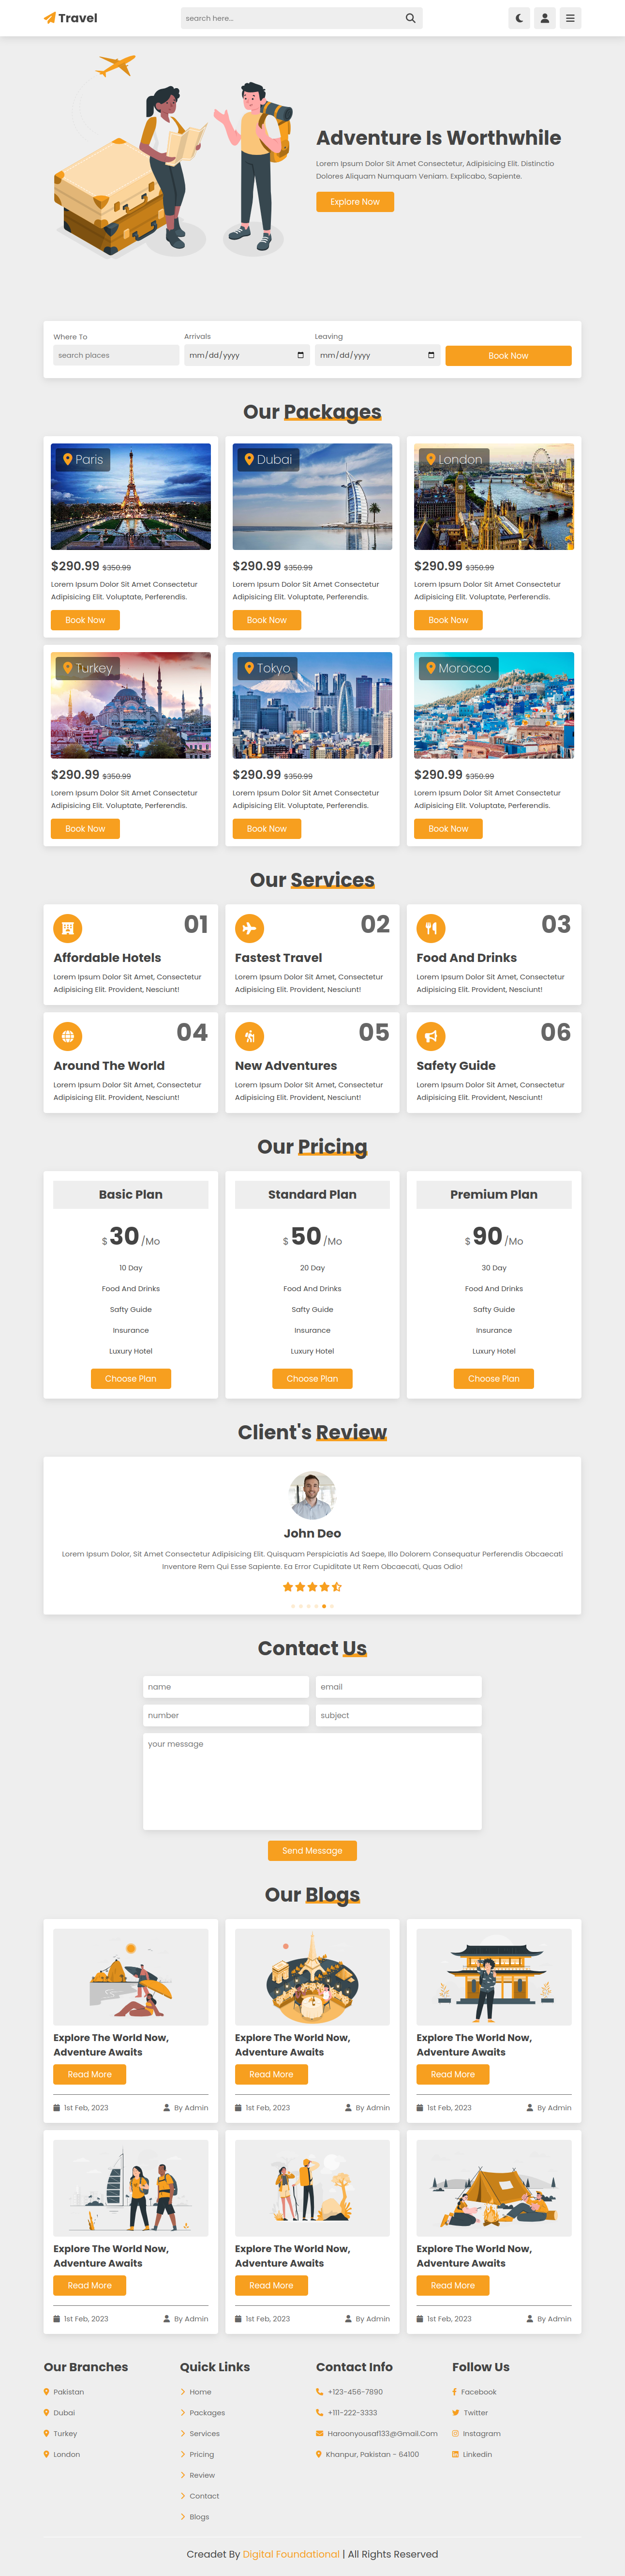 Travel
search here...
Adventure Is Worthwhile
Lorem Ipsum Dolor Sit Amet Consectetur, Adipisicing Elit. Distinctio
Dolores Aliquam Numquam Veniam. Explicabo, Sapiente.
Explore Now
Where To
Arrivals
Leaving
search places
mm/dd/yyyy
mm/dd/yyyy
Book Now
Our Packages
Paris
Dubai
London
$290.99 $350.99
Lorem Ipsum Dolor Sit Amet Consectetur
Adipisicing Elit. Voluptate, Perferendis.
Book Now
$290.99 $350.99
Lorem Ipsum Dolor Sit Amet Consectetur
Adipisicing Elit. Voluptate, Perferendis.
Book Now
$290.99 $350.99
Lorem Ipsum Dolor Sit Amet Consectetur
Adipisicing Elit. Voluptate, Perferendis.
Book Now
Turkey
Tokyo
Morocco
$290.99 $350.99
Lorem Ipsum Dolor Sit Amet Consectetur
Adipisicing Elit. Voluptate, Perferendis.
Book Now
$290.99 $350.99
Lorem Ipsum Dolor Sit Amet Consectetur
Adipisicing Elit. Voluptate, Perferendis.
Book Now
$290.99 $350.99
Lorem Ipsum Dolor Sit Amet Consectetur
Adipisicing Elit. Voluptate, Perferendis.
Book Now
Our Services
01
Affordable Hotels
Lorem Ipsum Dolor Sit Amet, Consectetur
Adipisicing Elit. Provident, Nesciunt!
02
Fastest Travel
Lorem Ipsum Dolor Sit Amet, Consectetur
Adipisicing Elit. Provident, Nesciunt!
03
Food And Drinks
Lorem Ipsum Dolor Sit Amet, Consectetur
Adipisicing Elit. Provident, Nesciunt!
04
Around The World
Lorem Ipsum Dolor Sit Amet, Consectetur
Adipisicing Elit. Provident, Nesciunt!
05
New Adventures
Lorem Ipsum Dolor Sit Amet, Consectetur
Adipisicing Elit. Provident, Nesciunt!
06
Safety Guide
Lorem Ipsum Dolor Sit Amet, Consectetur
Adipisicing Elit. Provident, Nesciunt!
Our Pricing
Basic Plan
$ 30 /Mo
10 Day
Food And Drinks
Safty Guide
Insurance
Luxury Hotel
Choose Plan
Standard Plan
$ 50 /Mo
20 Day
Food And Drinks
Safty Guide
Insurance
Luxury Hotel
Choose Plan
Premium Plan
$ 90 /Mo
30 Day
Food And Drinks
Safty Guide
Insurance
Luxury Hotel
Choose Plan
Client's Review
John Deo
Lorem Ipsum Dolor, Sit Amet Consectetur Adipisicing Elit. Quisquam Perspiciatis Ad Saepe, Illo Dolorem Consequatur Perferendis Obcaecati
Inventore Rem Qui Esse Sapiente. Ea Error Cupiditate Ut Rem Obcaecati, Quas Odio!
Contact Us
name
email
number
subject
your message
Send Message
Our Blogs
Explore The World Now,
Adventure Awaits
Read More
1st Feb, 2023
By Admin
Explore The World Now,
Adventure Awaits
Read More
1st Feb, 2023
By Admin
Explore The World Now,
Adventure Awaits
Read More
1st Feb, 2023
By Admin
Explore The World Now,
Adventure Awaits
Read More
1st Feb, 2023
By Admin
Explore The World Now,
Adventure Awaits
Read More
1st Feb, 2023
By Admin
Explore The World Now,
Adventure Awaits
Read More
1st Feb, 2023
By Admin
Our Branches
Pakistan
Dubai
Turkey
London
Quick Links
Home
Packages
Services
Pricing
Review
Contact
Blogs
Contact Info
+123-456-7890
+111-222-3333
Haroonyousaf133@Gmail.Com
Khanpur, Pakistan - 64100
Follow Us
Facebook
Twitter
Instagram
Linkedin
Creadet By Digital Foundational | All Rights Reserved